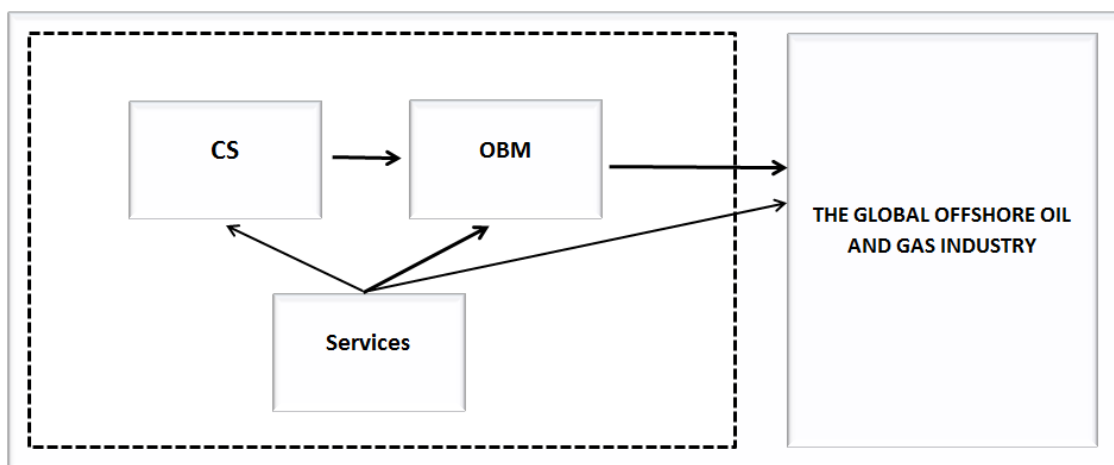 CS
OBM
THE GLOBAL OFFSHORE OIL
AND GAS INDUSTRY
Services